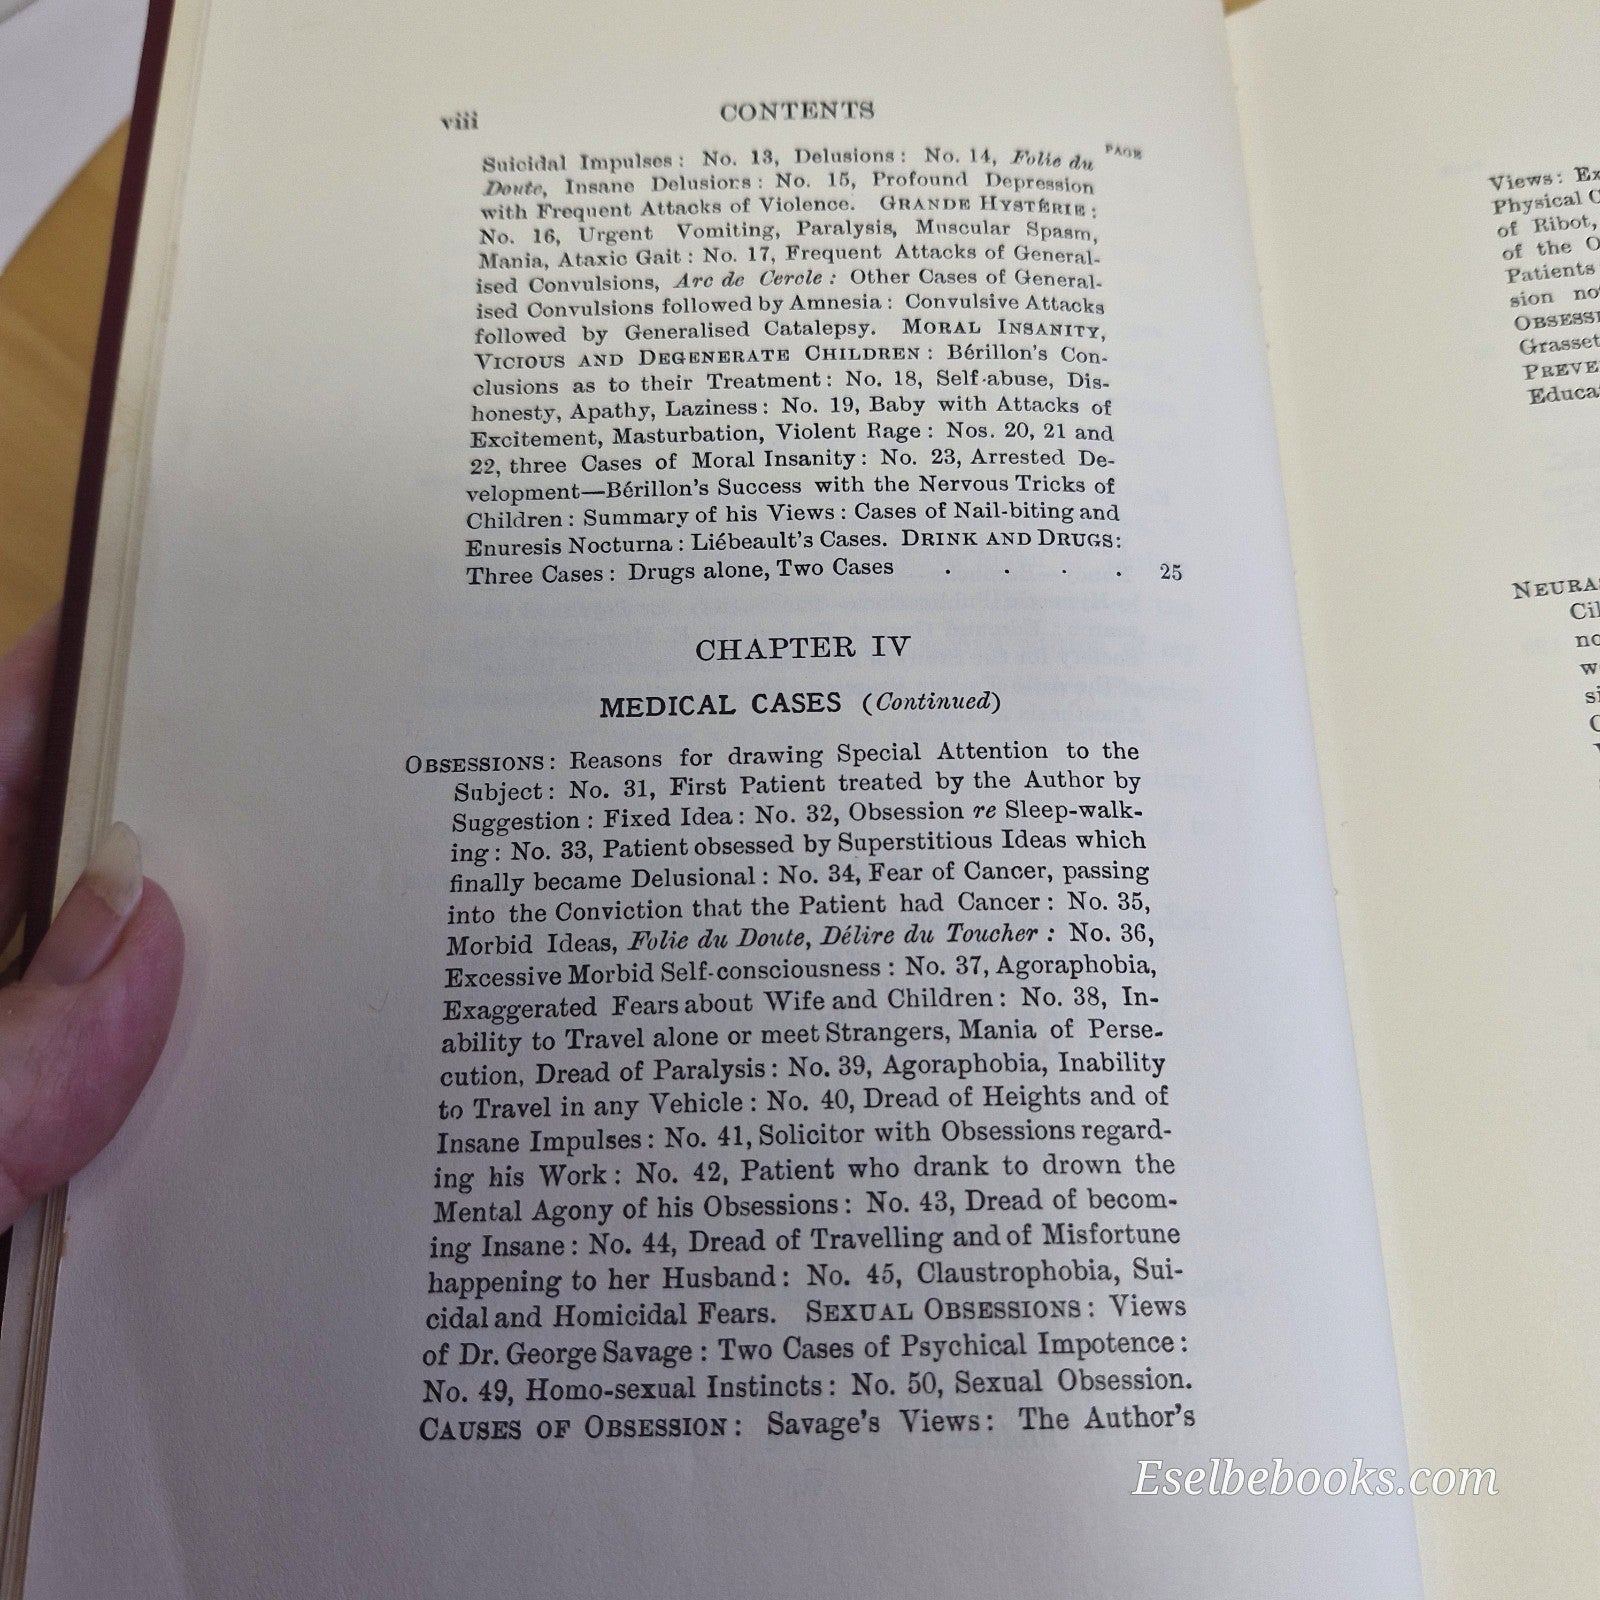 viii CONTENTS
PAGE
Suicidal Impulses: No. 13, Delusions: No. 14, Folie du
Doute, Insane Delusions: No. 15, Profound Depression
with Frequent Attacks of Violence. GRANDE HYSTÉRIE:
No. 16, Urgent Vomiting, Paralysis, Muscular Spasm,
Mania, Ataxic Gait: No. 17, Frequent Attacks of General-
ised Convulsions, Arc de Cercle: Other Cases of General-
ised Convulsions followed by Amnesia: Convulsive Attacks
followed by Generalised Catalepsy. MORAL INSANITY,
VICIOUS AND DEGENERATE CHILDREN: Bérillon's Con-
clusions as to their Treatment: No. 18, Self-abuse, Dis-
honesty, Apathy, Laziness: No. 19, Baby with Attacks of
Excitement, Masturbation, Violent Rage: Nos. 20, 21 and
22, three Cases of Moral Insanity: No. 23, Arrested De-
velopment—Bérillon's Success with the Nervous Tricks of
Children: Summary of his Views: Cases of Nail-biting and
Enuresis Nocturna: Liébeault's Cases. DRINK AND DRUGS:
Three Cases: Drugs alone, Two Cases . . . . 25
CHAPTER IV
MEDICAL CASES (Continued)
OBSESSIONS: Reasons for drawing Special Attention to the
Subject: No. 31, First Patient treated by the Author by
Suggestion: Fixed Idea: No. 32, Obsession re Sleep-walk-
ing: No. 33, Patient obsessed by Superstitious Ideas which
finally became Delusional: No. 34, Fear of Cancer, passing
into the Conviction that the Patient had Cancer: No. 35,
Morbid Ideas, Folie du Doute, Délire du Toucher: No. 36,
Excessive Morbid Self-consciousness: No. 37, Agoraphobia,
Exaggerated Fears about Wife and Children: No. 38, In-
ability to Travel alone or meet Strangers, Mania of Perse-
cution, Dread of Paralysis: No. 39, Agoraphobia, Inability
to Travel in any Vehicle: No. 40, Dread of Heights and of
Insane Impulses: No. 41, Solicitor with Obsessions regard-
ing his Work: No. 42, Patient who drank to drown the
Mental Agony of his Obsessions: No. 43, Dread of becom-
ing Insane: No. 44, Dread of Travelling and of Misfortune
happening to her Husband: No. 45, Claustrophobia, Sui-
cidal and Homicidal Fears. SEXUAL OBSESSIONS: Views
of Dr. George Savage: Two Cases of Psychical Impotence:
No. 49, Homo-sexual Instincts: No. 50, Sexual Obsession.
CAUSES OF OBSESSION: Savage's Views: The Author's
Views: Ex
Physical C
of Ribot,
of the O
Patients
sion no
OBSESSI
Grasset
PREVE
Educa
NEURAS
Cil
no
w
si
Eselbebooks.com